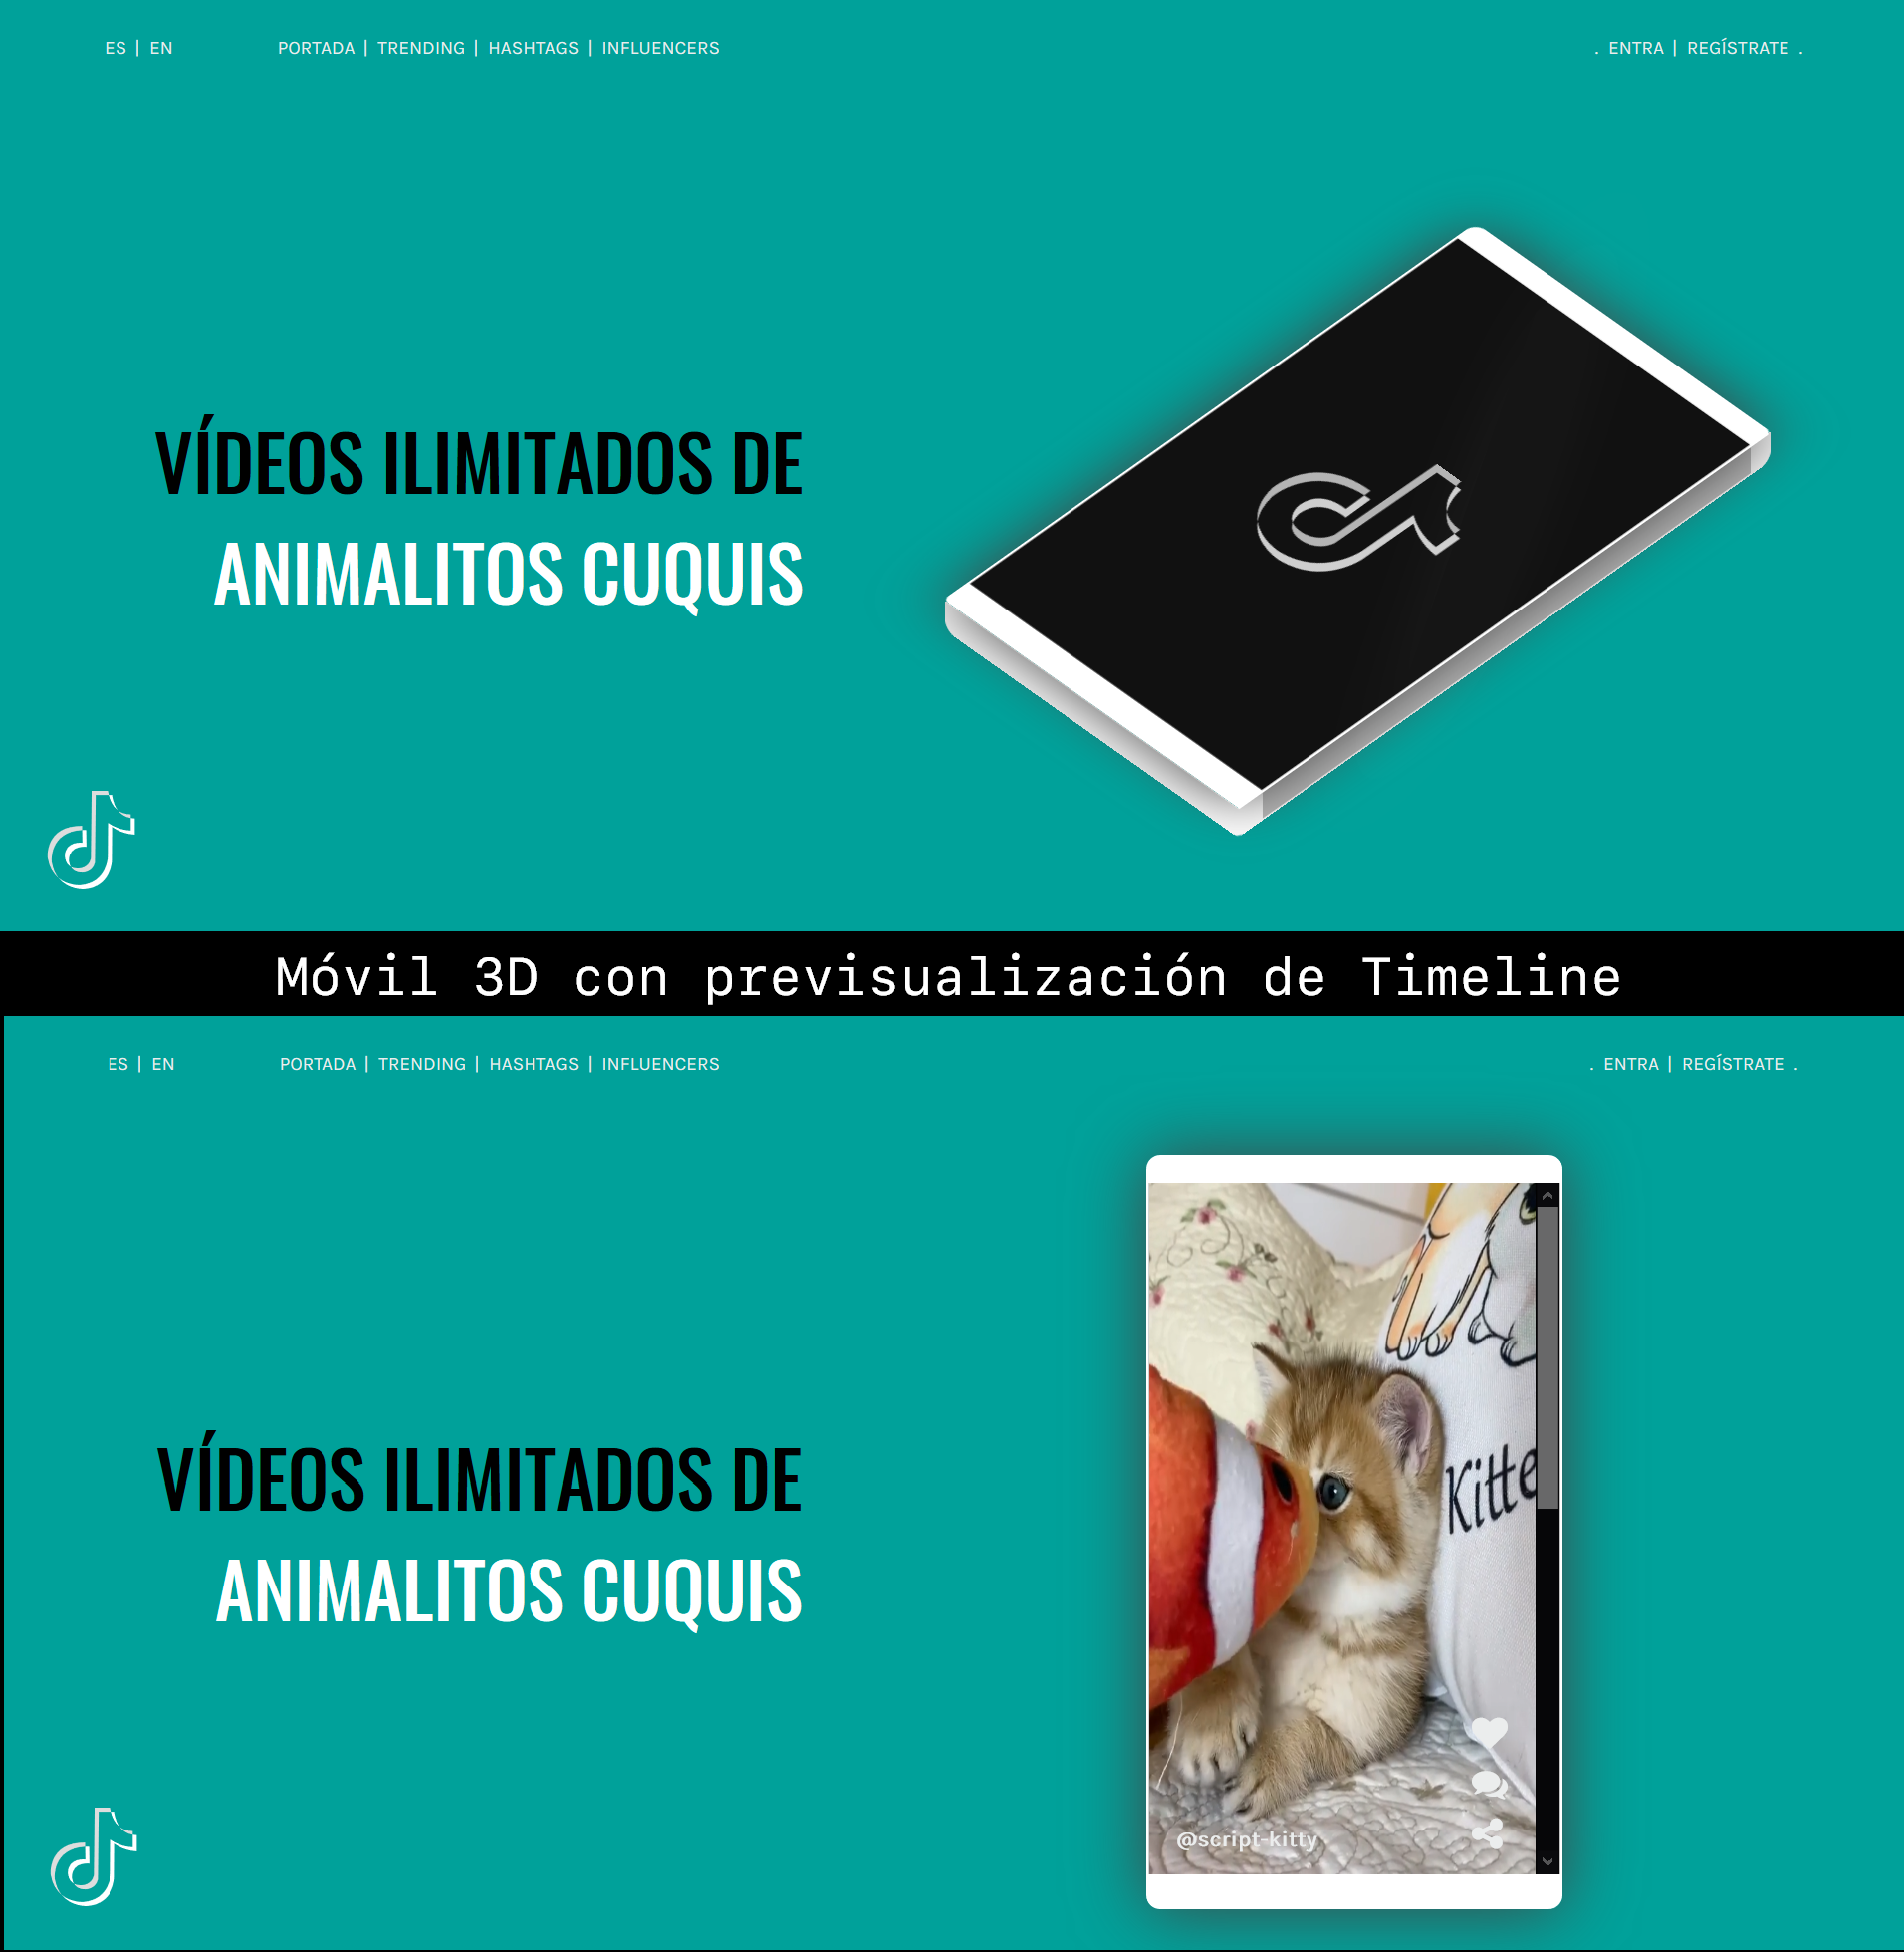 ES | EN PORTADA | TRENDING | HASHTAGS | INFLUENCERS . ENTRA | REGÍSTRATE .
VÍDEOS ILIMITADOS DE
ANIMALITOS CUQUIS
Móvil 3D con previsualización de Timeline
ES | EN PORTADA | TRENDING | HASHTAGS | INFLUENCERS . ENTRA | REGÍSTRATE .
VÍDEOS ILIMITADOS DE
ANIMALITOS CUQUIS
Kitte
@script-kitty